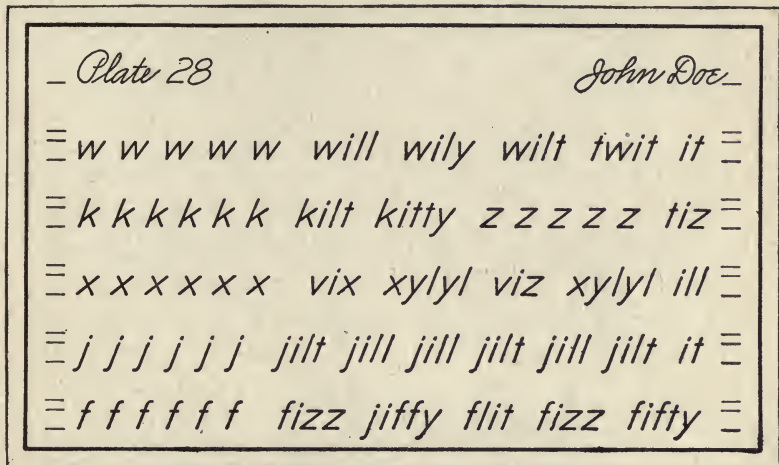 Plate 28 John Doe
w w w w w will wily wilt twit it
k k k k k k kilt kitty z z z z z tiz
x x x x x x vix xylyl viz xylyl ill
j j j j j j jilt jill jill jilt jill jilt it
f f f f f f fizz jiffy flit fizz fifty